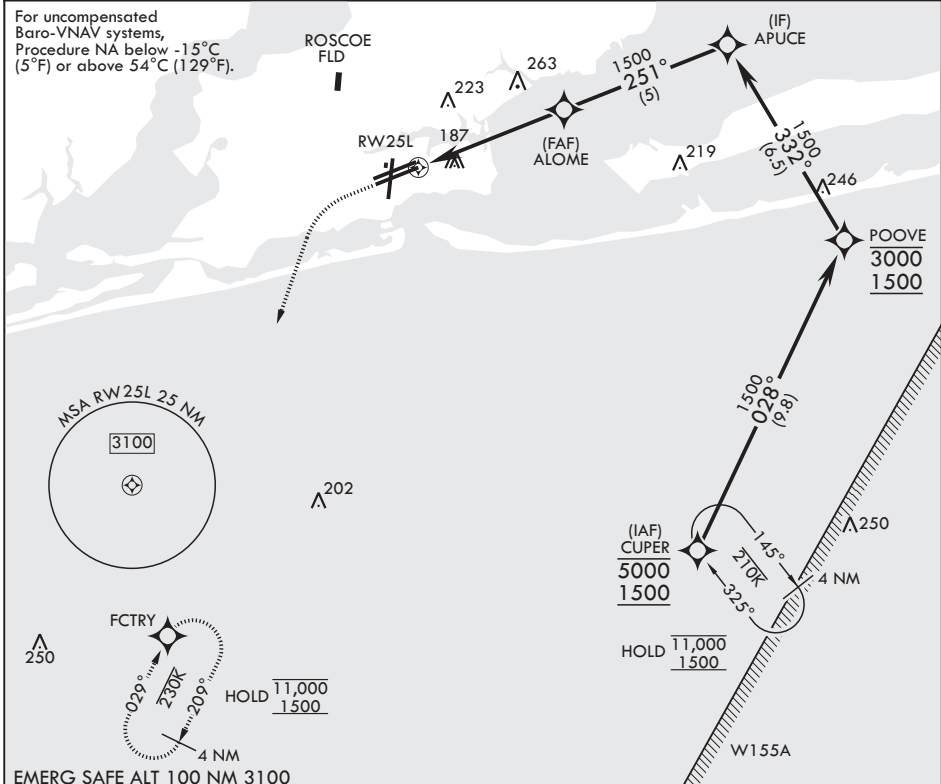 For uncompensated
Baro-VNAV systems,
Procedure NA below -15°C
(5°F) or above 54°C (129°F).
ROSCOE
FLD
(IF)
APUCE
1500
251°
(5)
263
223
187
RW25L
(FAF)
ALOME
219
1500
332°
(6.5)
246
POOVE
3000
1500
MSA RW25L 25 NM
3100
1500
028°
(9.8)
202
(IAF)
CUPER
5000
1500
145°
210K
325°
4 NM
250
HOLD 11,000
1500
FCTRY
250
029°
230K
209°
HOLD 11,000
1500
4 NM
W155A
EMERG SAFE ALT 100 NM 3100